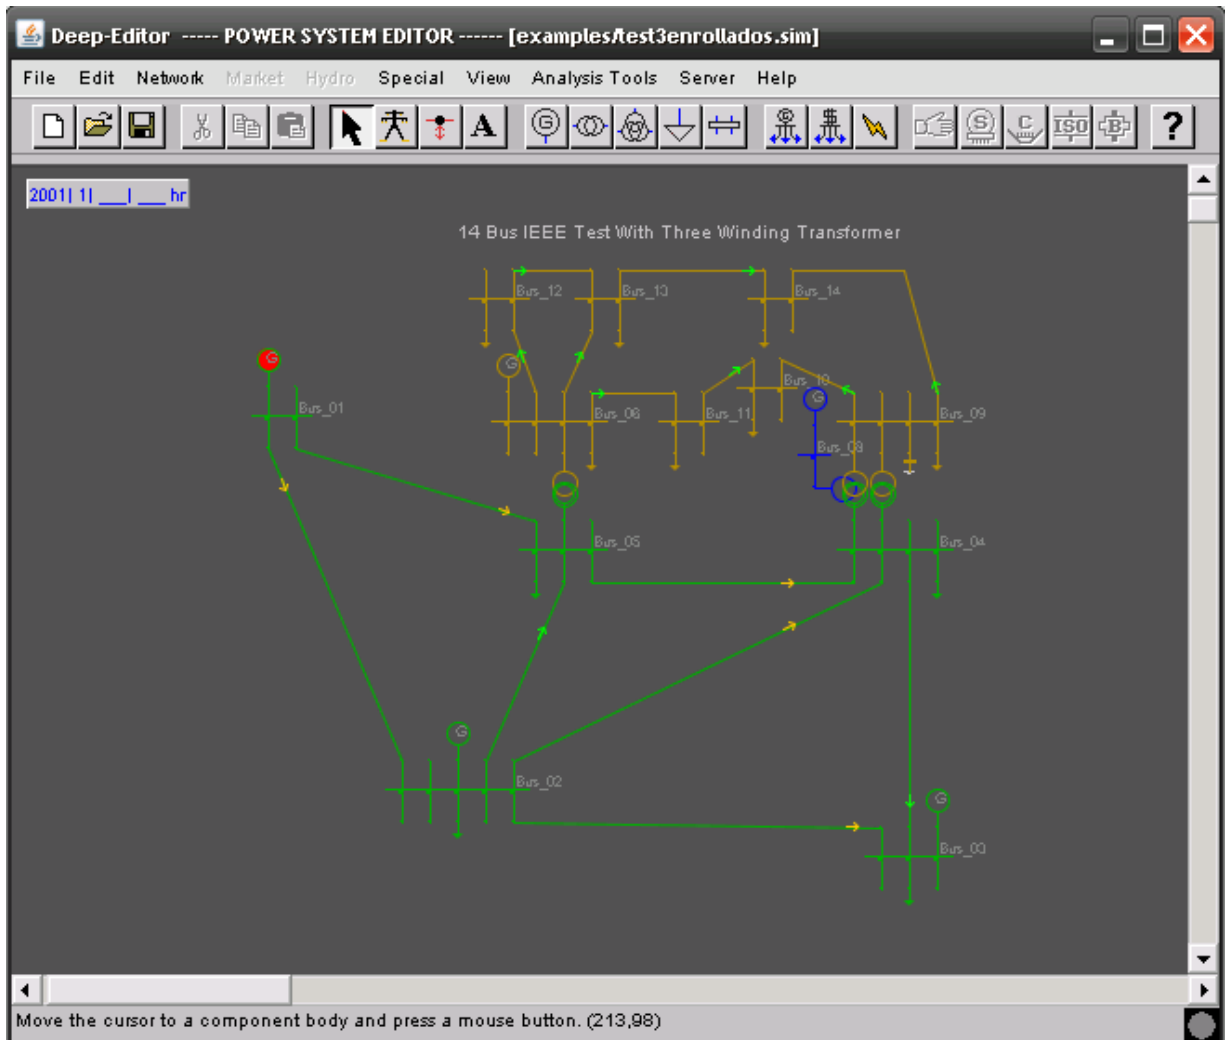 Deep-Editor ----- POWER SYSTEM EDITOR ------ [examples/test3enrollados.sim]
File Edit Network Market Hydro Special View Analysis Tools Server Help
A G S C ISO B ?
2001| 1| ___| ___ hr
14 Bus IEEE Test With Three Winding Transformer
Bus_12 Bus_13 Bus_14
G G
Bus_10
Bus_01 G Bus_06 Bus_11 Bus_09
Bus_08
Bus_05 Bus_04
G
Bus_02
G
Bus_03
Move the cursor to a component body and press a mouse button. (213,98)